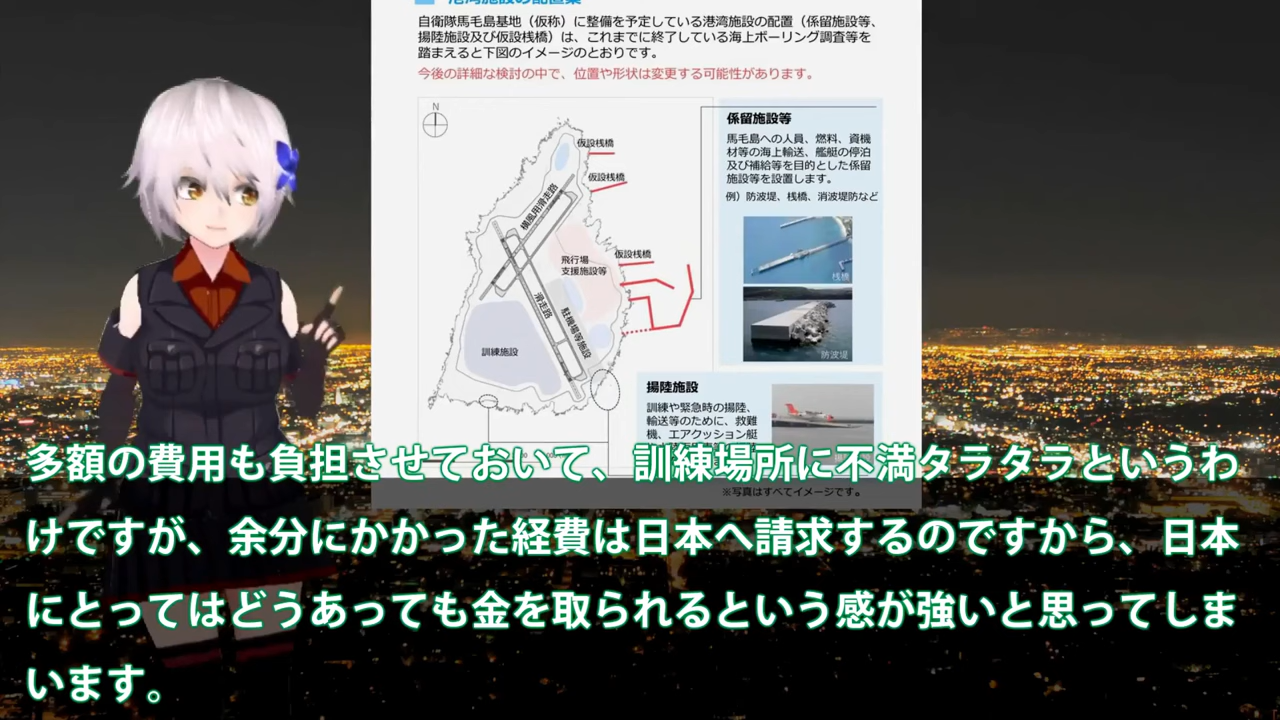 港湾施設の配置案
自衛隊馬毛島基地（仮称）に整備を予定している港湾施設の配置（係留施設等、
揚陸施設及び仮設桟橋）は、これまでに終了している海上ボーリング調査等を
踏まえると下図のイメージのとおりです。
今後の詳細な検討の中で、位置や形状は変更する可能性があります。
N
仮設桟橋
仮設桟橋
横風用滑走路
仮設桟橋
飛行場
支援施設等
滑走路
駐機場等施設
訓練施設
係留施設等
馬毛島への人員、燃料、資機
材等の海上輸送、艦艇の停泊
及び補給等を目的とした係留
施設等を設置します。
例）防波堤、桟橋、消波堤防など
桟橋
防波堤
揚陸施設
訓練や緊急時の揚陸、
輸送等のために、救難
機、エアクッション艇
※写真はすべてイメージです。
多額の費用も負担させておいて、訓練場所に不満タラタラというわ
けですが、余分にかかった経費は日本へ請求するのですから、日本
にとってはどうあっても金を取られるという感が強いと思ってしま
います。